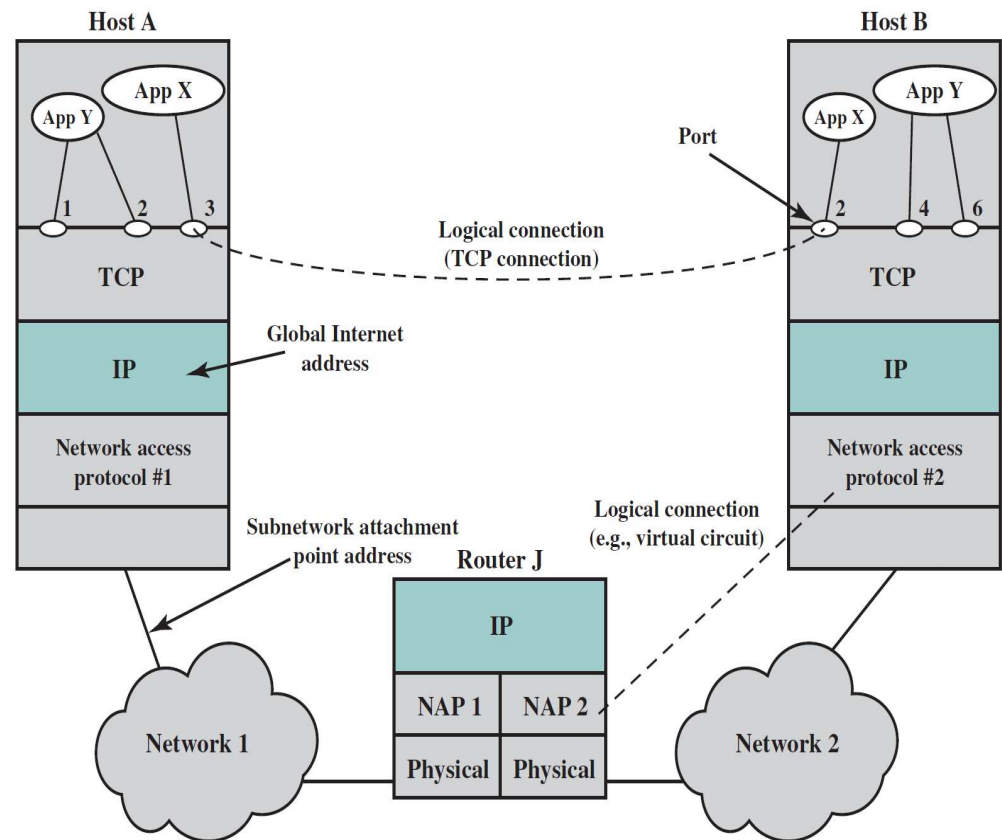 Host A
Host B
App X
App Y
App Y
App X
Port
1
2
3
2
4
6
Logical connection
(TCP connection)
TCP
TCP
Global Internet
address
IP
IP
Network access
protocol #1
Network access
protocol #2
Logical connection
(e.g., virtual circuit)
Subnetwork attachment
point address
Router J
IP
NAP 1
NAP 2
Network 1
Network 2
Physical
Physical